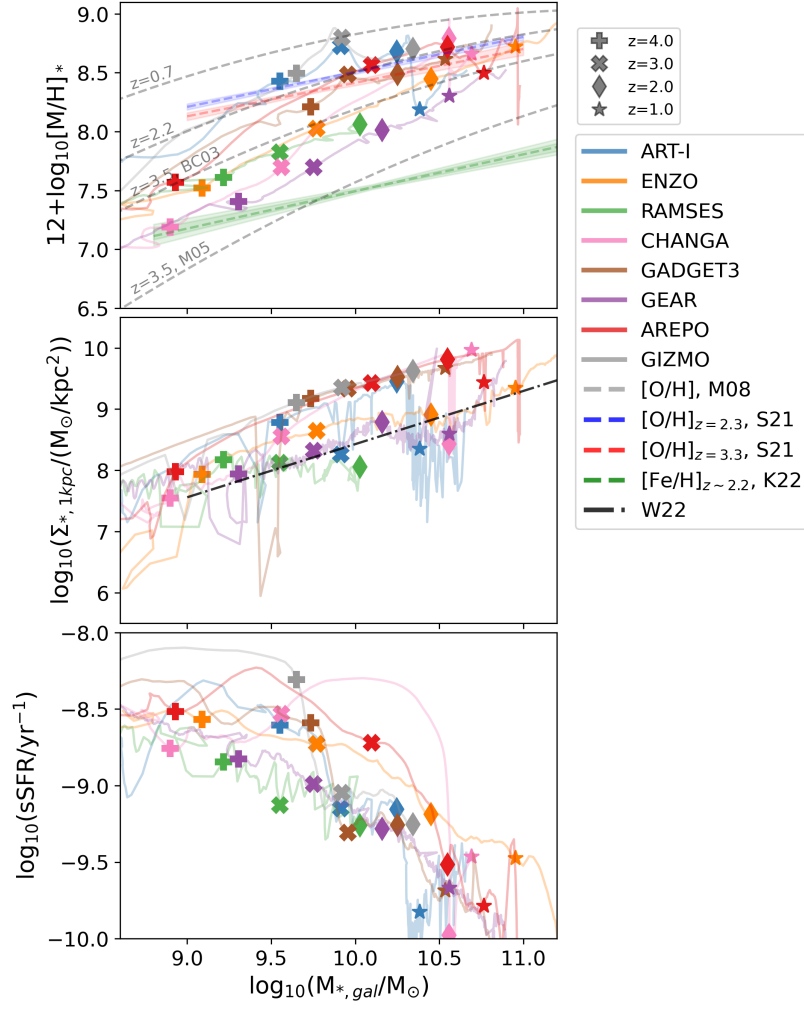 9.0
8.5
8.0
7.5
7.0
6.5
12+log₁₀[M/H]*
z=0.7
z=2.2
z=3.5, BC03
z=3.5, M05
z=4.0
z=3.0
z=2.0
z=1.0
ART-I
ENZO
RAMSES
CHANGA
GADGET3
GEAR
AREPO
GIZMO
[O/H], M08
[O/H]z=2.3, S21
[O/H]z=3.3, S21
[Fe/H]z∼2.2, K22
W22
10
9
8
7
6
log₁₀(Σ*, 1kpc/(M⊙/kpc²))
−8.0
−8.5
−9.0
−9.5
−10.0
log₁₀(sSFR/yr⁻¹)
9.0 9.5 10.0 10.5 11.0
log₁₀(M*, gal/M⊙)